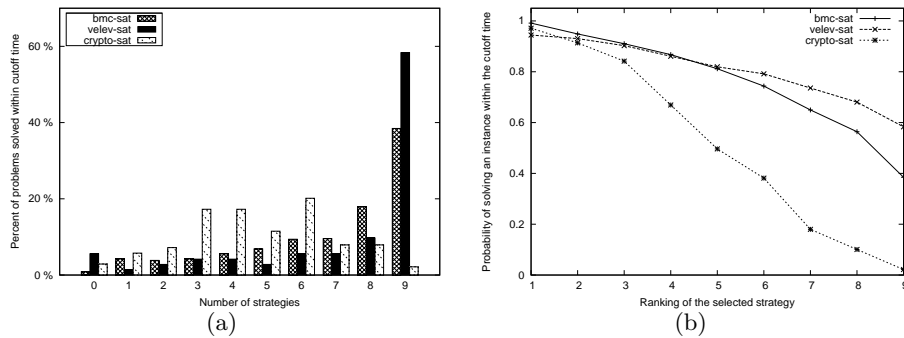 bmc-sat
velev-sat
crypto-sat
60 %
40 %
20 %
0 %
Percent of problems solved within cutoff time
0 1 2 3 4 5 6 7 8 9
Number of strategies
(a)
bmc-sat
velev-sat
crypto-sat
1
0.8
0.6
0.4
0.2
0
Probability of solving an instance within the cutoff time
1 2 3 4 5 6 7 8 9
Ranking of the selected strategy
(b)